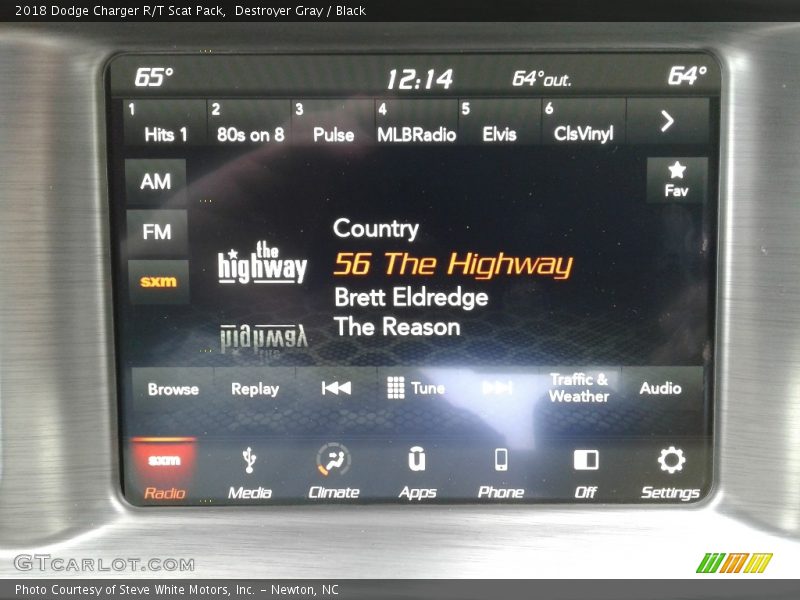 2018 Dodge Charger R/T Scat Pack,  Destroyer Gray / Black
65° 12:14 64°out. 64°
1 2 3 4 5 6
Hits 1 80s on 8 Pulse MLBRadio Elvis ClsVinyl
AM
Fav
FM
sxm
the highway
Country
56 The Highway
Brett Eldredge
The Reason
Browse Replay Tune Traffic & Weather Audio
sxm
Radio Media Climate Apps Phone Off Settings
GTCARLOT.COM
Photo Courtesy of Steve White Motors, Inc. – Newton, NC